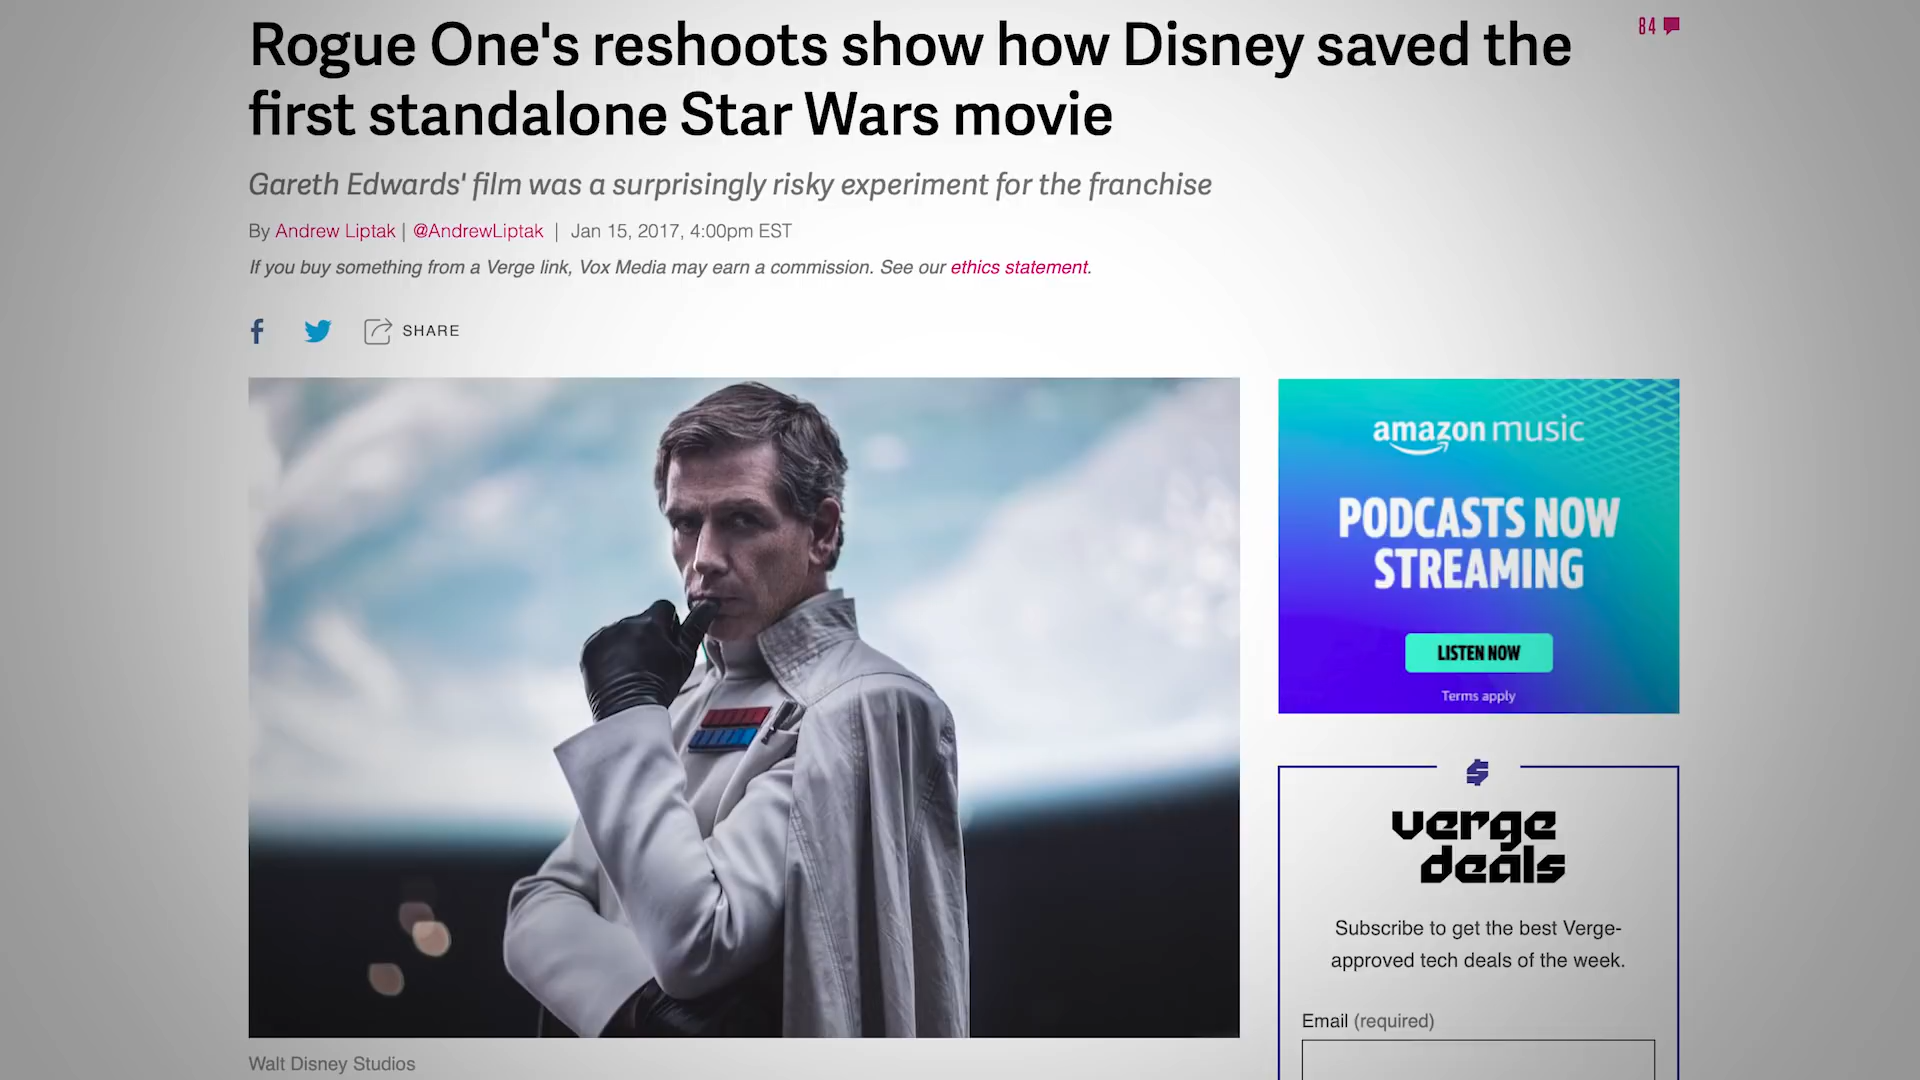 Rogue One's reshoots show how Disney saved the
first standalone Star Wars movie
84
Gareth Edwards' film was a surprisingly risky experiment for the franchise
By Andrew Liptak | @AndrewLiptak | Jan 15, 2017, 4:00pm EST
If you buy something from a Verge link, Vox Media may earn a commission. See our ethics statement.
SHARE
Walt Disney Studios
amazon music
PODCASTS NOW
STREAMING
LISTEN NOW
Terms apply
verge
deals
Subscribe to get the best Verge-
approved tech deals of the week.
Email (required)